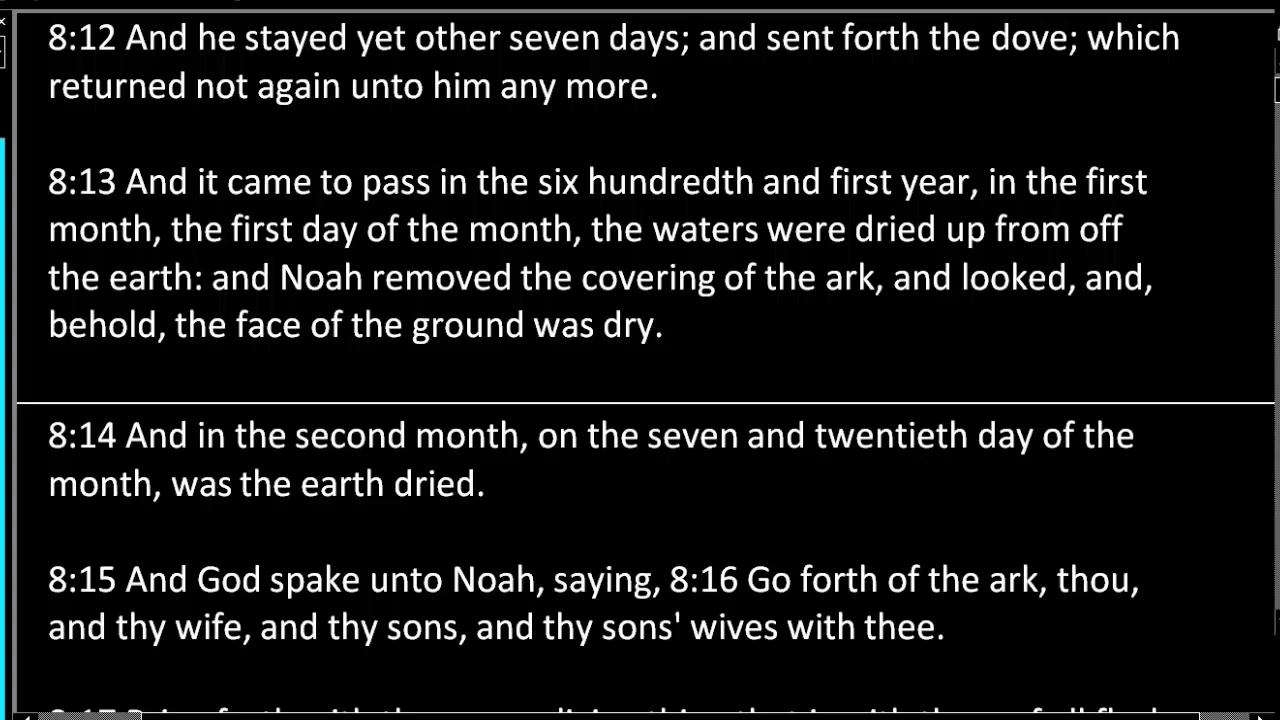 8:12 And he stayed yet other seven days; and sent forth the dove; which
returned not again unto him any more.
8:13 And it came to pass in the six hundredth and first year, in the first
month, the first day of the month, the waters were dried up from off
the earth: and Noah removed the covering of the ark, and looked, and,
behold, the face of the ground was dry.
8:14 And in the second month, on the seven and twentieth day of the
month, was the earth dried.
8:15 And God spake unto Noah, saying, 8:16 Go forth of the ark, thou,
and thy wife, and thy sons, and thy sons' wives with thee.